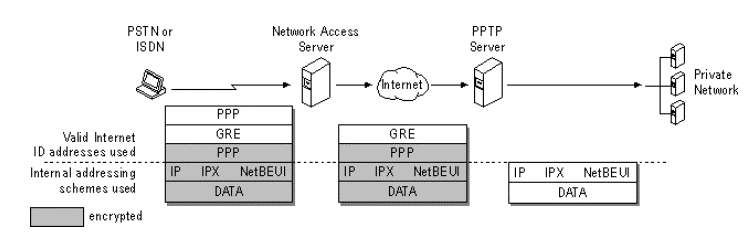 PSTN or
ISDN
Network Access
Server
PPTP
Server
Internet
Private
Network
PPP
GRE
PPP
IP IPX NetBEUI
DATA
GRE
PPP
IP IPX NetBEUI
DATA
IP IPX NetBEUI
DATA
Valid Internet
ID addresses used
Internal addressing
schemes used
encrypted